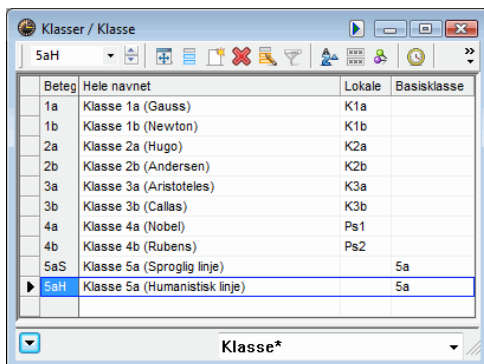 Klasser / Klasse
5aH
Beteg Hele navnet Lokale Basisklasse
1a Klasse 1a (Gauss) K1a
1b Klasse 1b (Newton) K1b
2a Klasse 2a (Hugo) K2a
2b Klasse 2b (Andersen) K2b
3a Klasse 3a (Aristoteles) K3a
3b Klasse 3b (Callas) K3b
4a Klasse 4a (Nobel) Ps1
4b Klasse 4b (Rubens) Ps2
5aS Klasse 5a (Sproglig linje) 5a
5aH Klasse 5a (Humanistisk linje) 5a
Klasse*